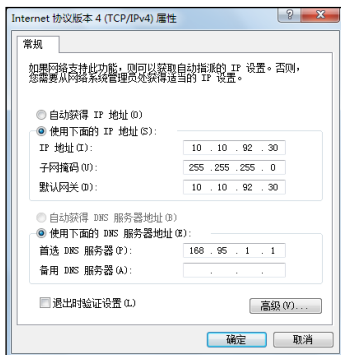 Internet 协议版本 4 (TCP/IPv4) 属性
常规
如果网络支持此功能，则可以获取自动指派的 IP 设置。否则，
您需要从网络系统管理员处获得适当的 IP 设置。
自动获得 IP 地址(O)
使用下面的 IP 地址(S):
IP 地址(I): 10 . 10 . 92 . 30
子网掩码(U): 255 . 255 . 255 . 0
默认网关(D): 10 . 10 . 92 . 30
自动获得 DNS 服务器地址(B)
使用下面的 DNS 服务器地址(E):
首选 DNS 服务器(P): 168 . 95 . 1 . 1
备用 DNS 服务器(A): . . .
退出时验证设置(L)
高级(V)...
确定 取消